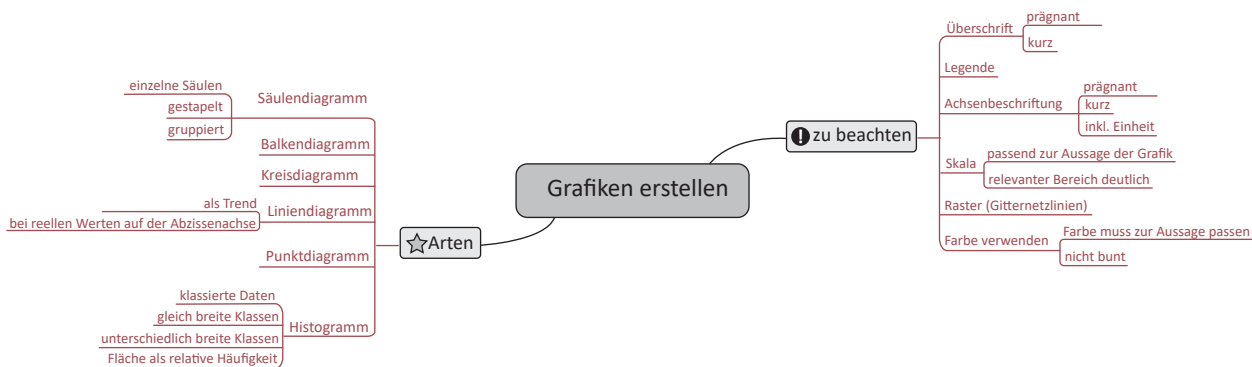 Grafiken erstellen
zu beachten
Überschrift
prägnant
kurz
Legende
Achsenbeschriftung
prägnant
kurz
inkl. Einheit
Skala
passend zur Aussage der Grafik
relevanter Bereich deutlich
Raster (Gitternetzlinien)
Farbe verwenden
Farbe muss zur Aussage passen
nicht bunt
Arten
Säulendiagramm
einzelne Säulen
gestapelt
gruppiert
Balkendiagramm
Kreisdiagramm
Liniendiagramm
als Trend
bei reellen Werten auf der Abzissenachse
Punktdiagramm
Histogramm
klassierte Daten
gleich breite Klassen
unterschiedlich breite Klassen
Fläche als relative Häufigkeit